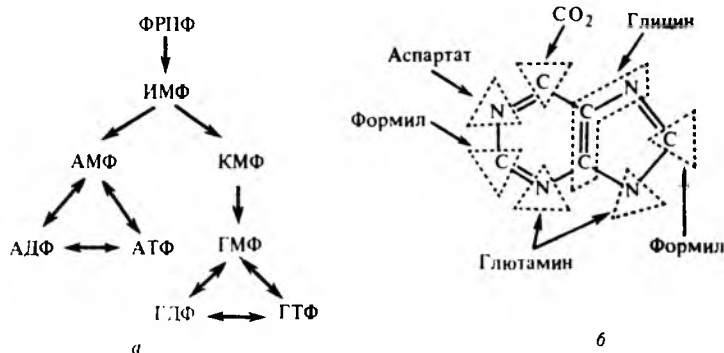 ФРПФ
ИМФ
АМФ
КМФ
АДФ
АТФ
ГМФ
ГДФ
ГТФ
а
CO₂
Глицин
Аспартат
Формил
C
N
N
C
C
C
C
N
N
Глютамин
Формил
б